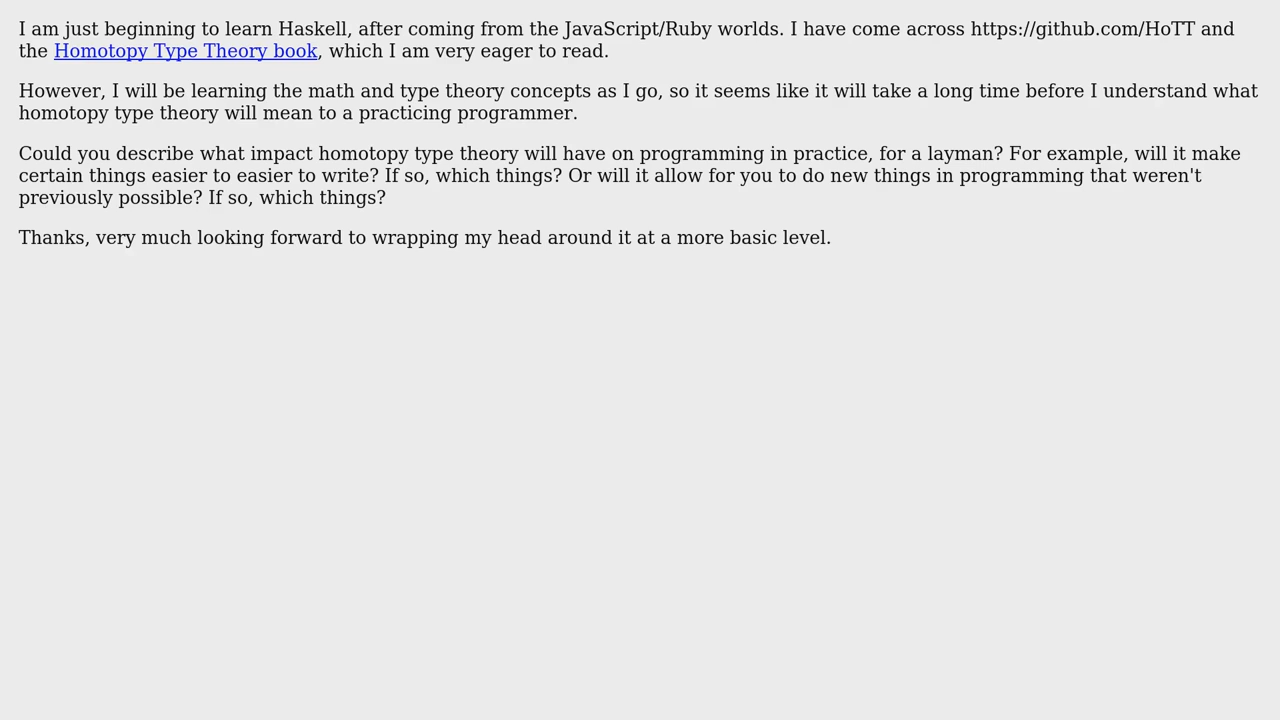 I am just beginning to learn Haskell, after coming from the JavaScript/Ruby worlds. I have come across https://github.com/HoTT and
the Homotopy Type Theory book, which I am very eager to read.
However, I will be learning the math and type theory concepts as I go, so it seems like it will take a long time before I understand what
homotopy type theory will mean to a practicing programmer.
Could you describe what impact homotopy type theory will have on programming in practice, for a layman? For example, will it make
certain things easier to easier to write? If so, which things? Or will it allow for you to do new things in programming that weren't
previously possible? If so, which things?
Thanks, very much looking forward to wrapping my head around it at a more basic level.